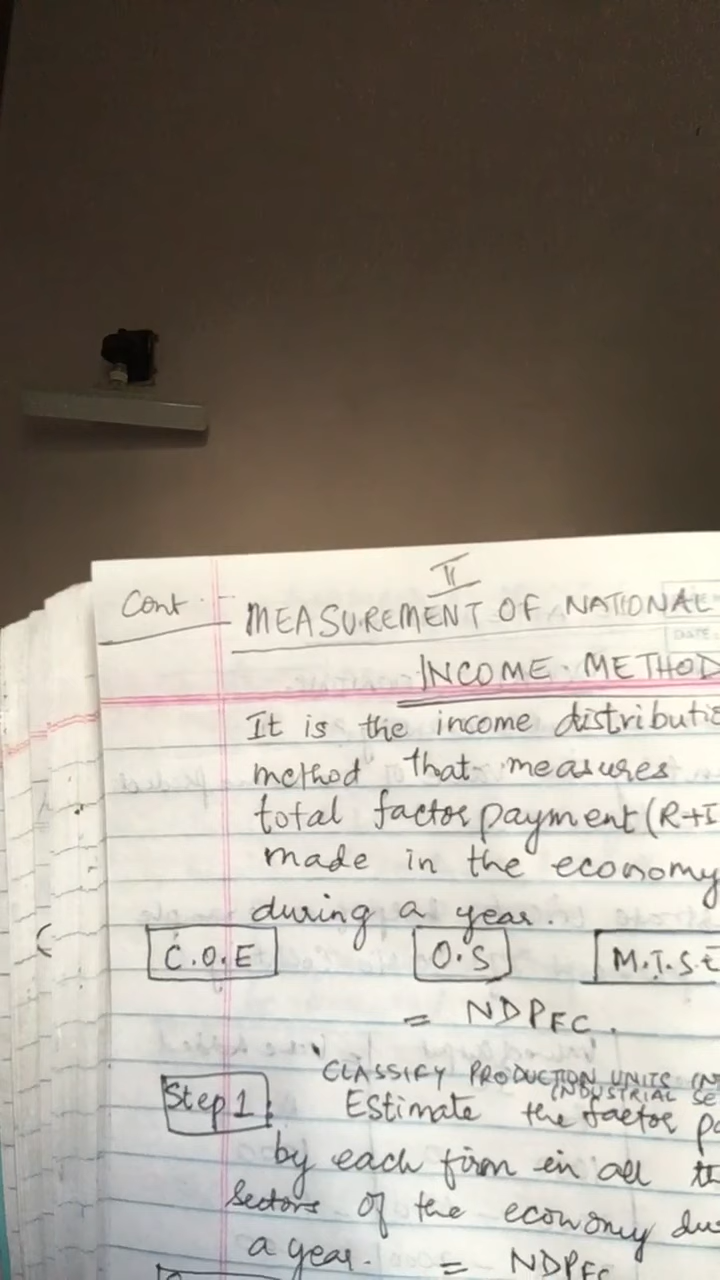 II
Cont.
MEASUREMENT OF NATIONAL
INCOME METHOD
It is the income
method that measures
total factor payment (R+I
made in the economy
during a year.
C.O.E O.S M.I.S.E
= NDPFC.
CLASSIFY PRODUCTION UNITS
INDUSTRIAL
Step 1: Estimate the factor
by each firm in all
sectors of the economy
a year. = NDPFC